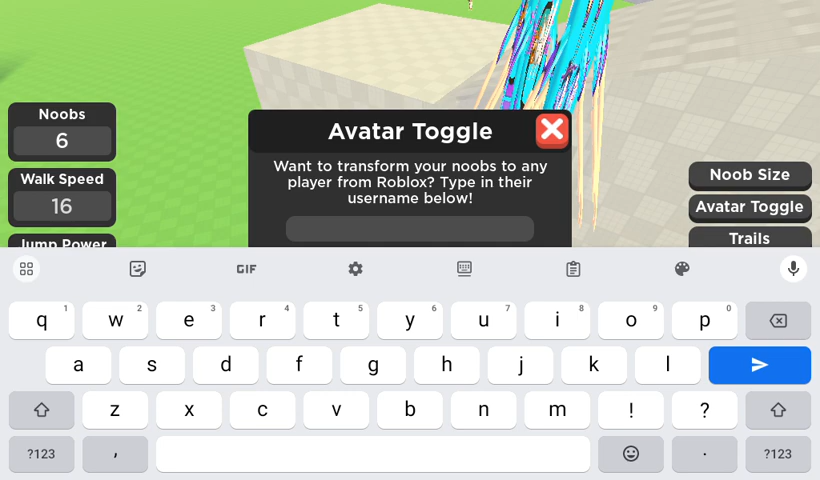 Noobs
6
Walk Speed
16
Jump Power
Avatar Toggle
Want to transform your noobs to any
player from Roblox? Type in their
username below!
Noob Size
Avatar Toggle
Trails
GIF
q 1 w 2 e 3 r 4 t 5 y 6 u 7 i 8 o 9 p 0
a s d f g h j k l
z x c v b n m ! ?
?123 , . ?123